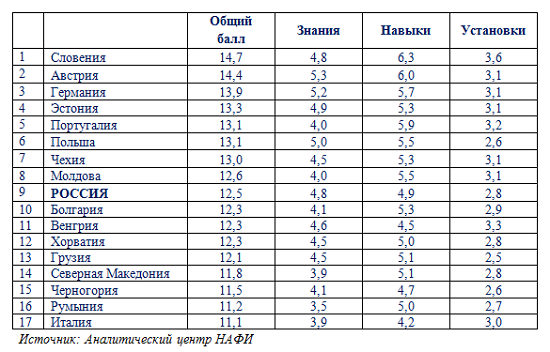 Общий балл Знания Навыки Установки
1 Словения 14,7 4,8 6,3 3,6
2 Австрия 14,4 5,3 6,0 3,1
3 Германия 13,9 5,2 5,7 3,1
4 Эстония 13,3 4,9 5,3 3,1
5 Португалия 13,1 4,0 5,9 3,2
6 Польша 13,1 5,0 5,5 2,6
7 Чехия 13,0 4,5 5,3 3,1
8 Молдова 12,6 4,0 5,5 3,1
9 РОССИЯ 12,5 4,8 4,9 2,8
10 Болгария 12,3 4,1 5,3 2,9
11 Венгрия 12,3 4,6 4,5 3,3
12 Хорватия 12,3 4,5 5,0 2,8
13 Грузия 12,1 4,5 5,1 2,5
14 Северная Македония 11,8 3,9 5,1 2,8
15 Черногория 11,5 4,1 4,7 2,6
16 Румыния 11,2 3,5 5,0 2,7
17 Италия 11,1 3,9 4,2 3,0
Источник: Аналитический центр НАФИ